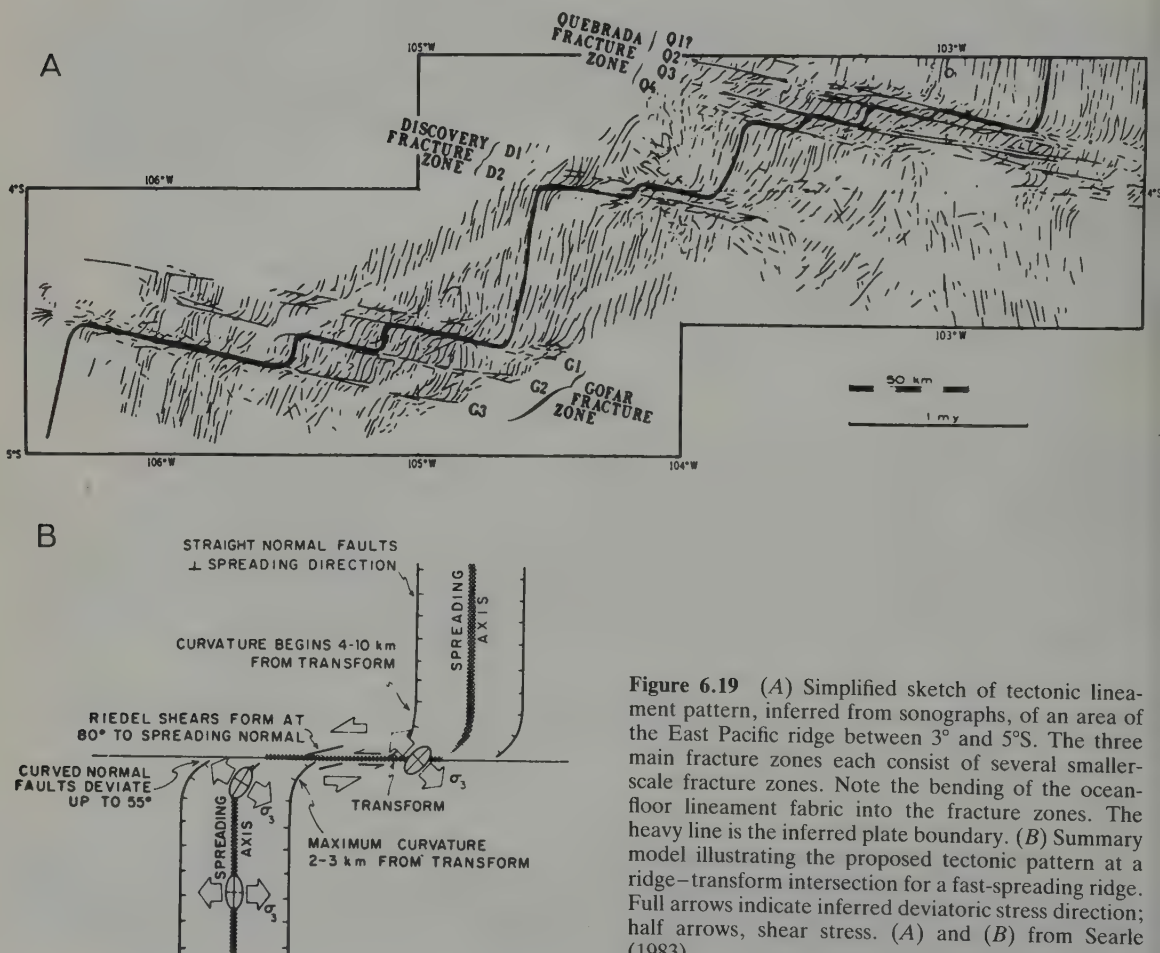 A
QUEBRADA / Q1?
FRACTURE Q2
ZONE / Q3
Q4
105°W
103°W
DISCOVERY D1
FRACTURE
ZONE D2
106°W
4°S
4°S
103°W
G1
G2 GOFAR
G3 FRACTURE
ZONE
50 km
1 my
5°S
106°W
105°W
104°W
B
STRAIGHT NORMAL FAULTS
⊥ SPREADING DIRECTION
SPREADING
AXIS
CURVATURE BEGINS 4-10 km
FROM TRANSFORM
RIEDEL SHEARS FORM AT
80° TO SPREADING NORMAL
CURVED NORMAL
FAULTS DEVIATE
UP TO 55°
σ3
TRANSFORM
σ3
SPREADING
AXIS
MAXIMUM CURVATURE
2-3 km FROM TRANSFORM
σ3
Figure 6.19 (A) Simplified sketch of tectonic linea-
ment pattern, inferred from sonographs, of an area of
the East Pacific ridge between 3° and 5°S. The three
main fracture zones each consist of several smaller-
scale fracture zones. Note the bending of the ocean-
floor lineament fabric into the fracture zones. The
heavy line is the inferred plate boundary. (B) Summary
model illustrating the proposed tectonic pattern at a
ridge–transform intersection for a fast-spreading ridge.
Full arrows indicate inferred deviatoric stress direction;
half arrows, shear stress. (A) and (B) from Searle
(1983)